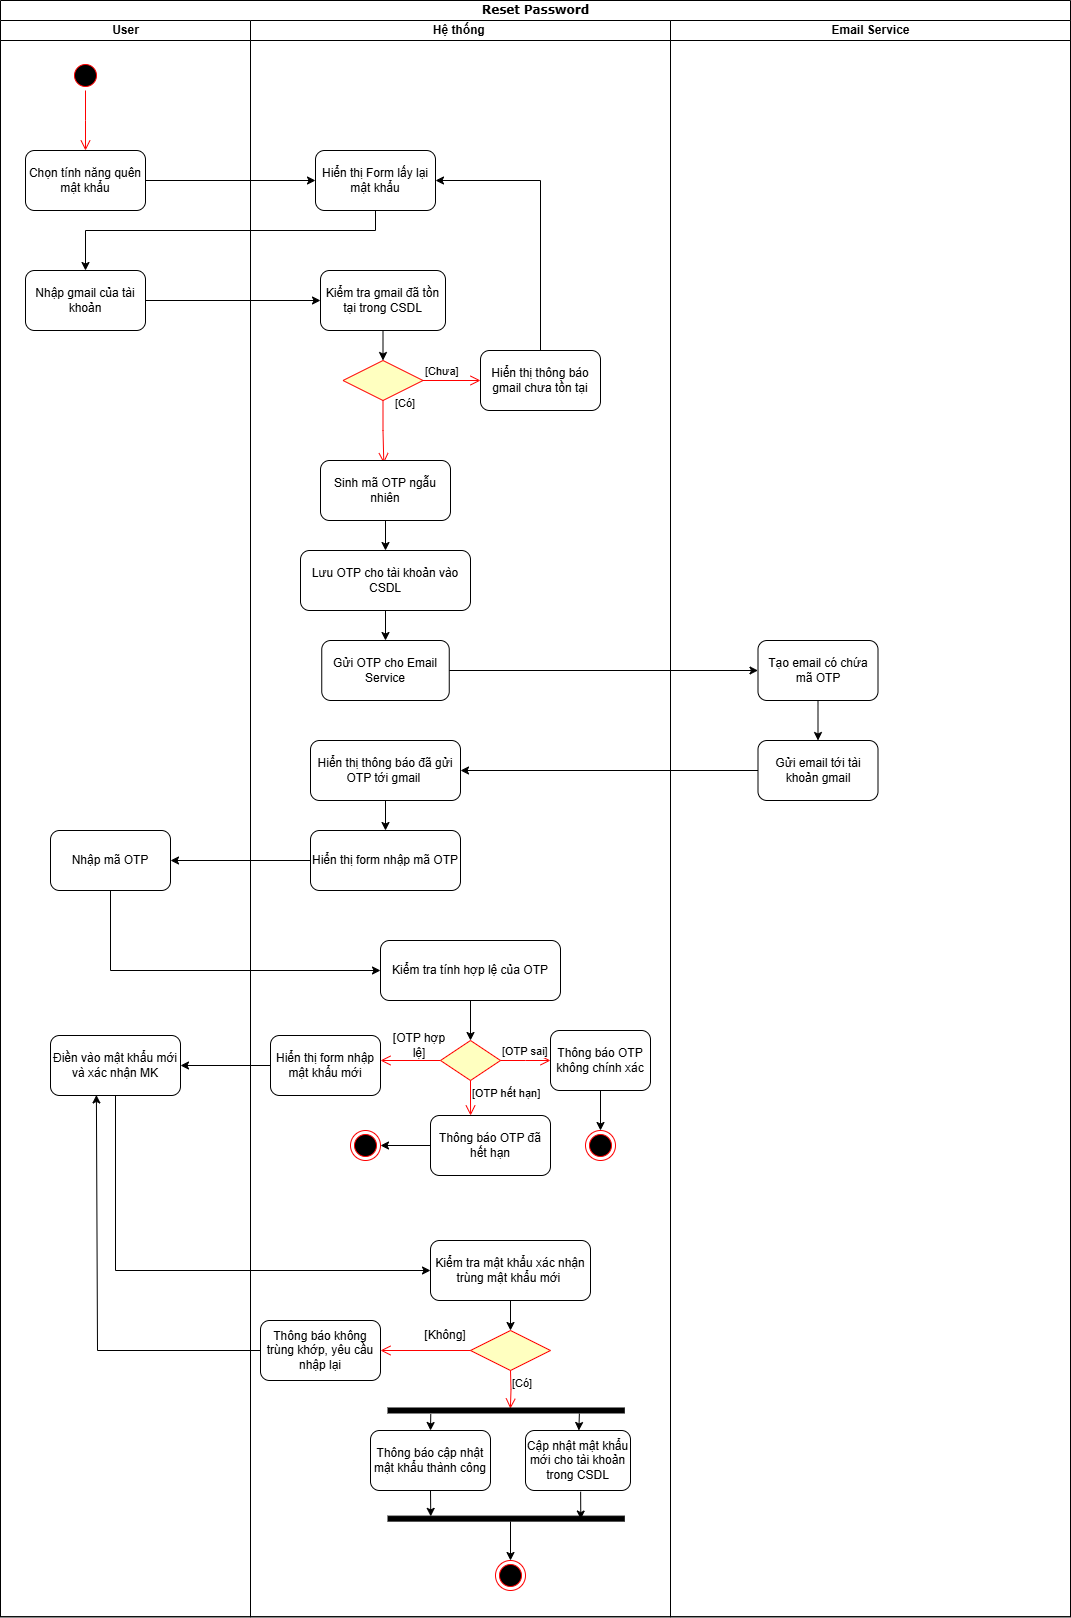 Reset Password
User
Hệ thống
Email Service
Chọn tính năng quên
mật khẩu
Hiển thị Form lấy lại
mật khẩu
Nhập gmail của tài
khoản
Kiểm tra gmail đã tồn
tại trong CSDL
[Chưa]
Hiển thị thông báo
gmail chưa tồn tại
[Có]
Sinh mã OTP ngẫu
nhiên
Lưu OTP cho tài khoản vào
CSDL
Gửi OTP cho Email
Service
Tạo email có chứa
mã OTP
Hiển thị thông báo đã gửi
OTP tới gmail
Gửi email tới tài
khoản gmail
Nhập mã OTP
Hiển thị form nhập mã OTP
Kiểm tra tính hợp lệ của OTP
Điền vào mật khẩu mới
và xác nhận MK
Hiển thị form nhập
mật khẩu mới
[OTP hợp
lệ]
[OTP sai]
Thông báo OTP
không chính xác
[OTP hết hạn]
Thông báo OTP đã
hết hạn
Kiểm tra mật khẩu xác nhận
trùng mật khẩu mới
Thông báo không
trùng khớp, yêu cầu
nhập lại
[Không]
[Có]
Thông báo cập nhật
mật khẩu thành công
Cập nhật mật khẩu
mới cho tài khoản
trong CSDL